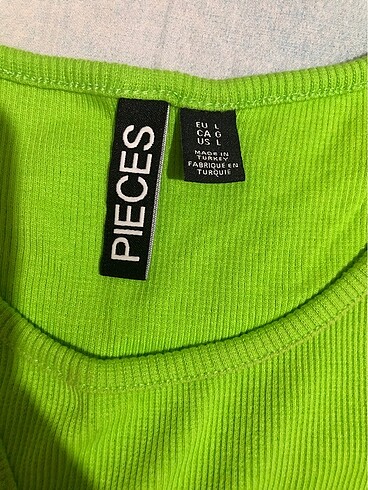 PIECES
EU L
CA G
US L
MADE IN
TURKEY
FABRIQUE EN
TURQUIE